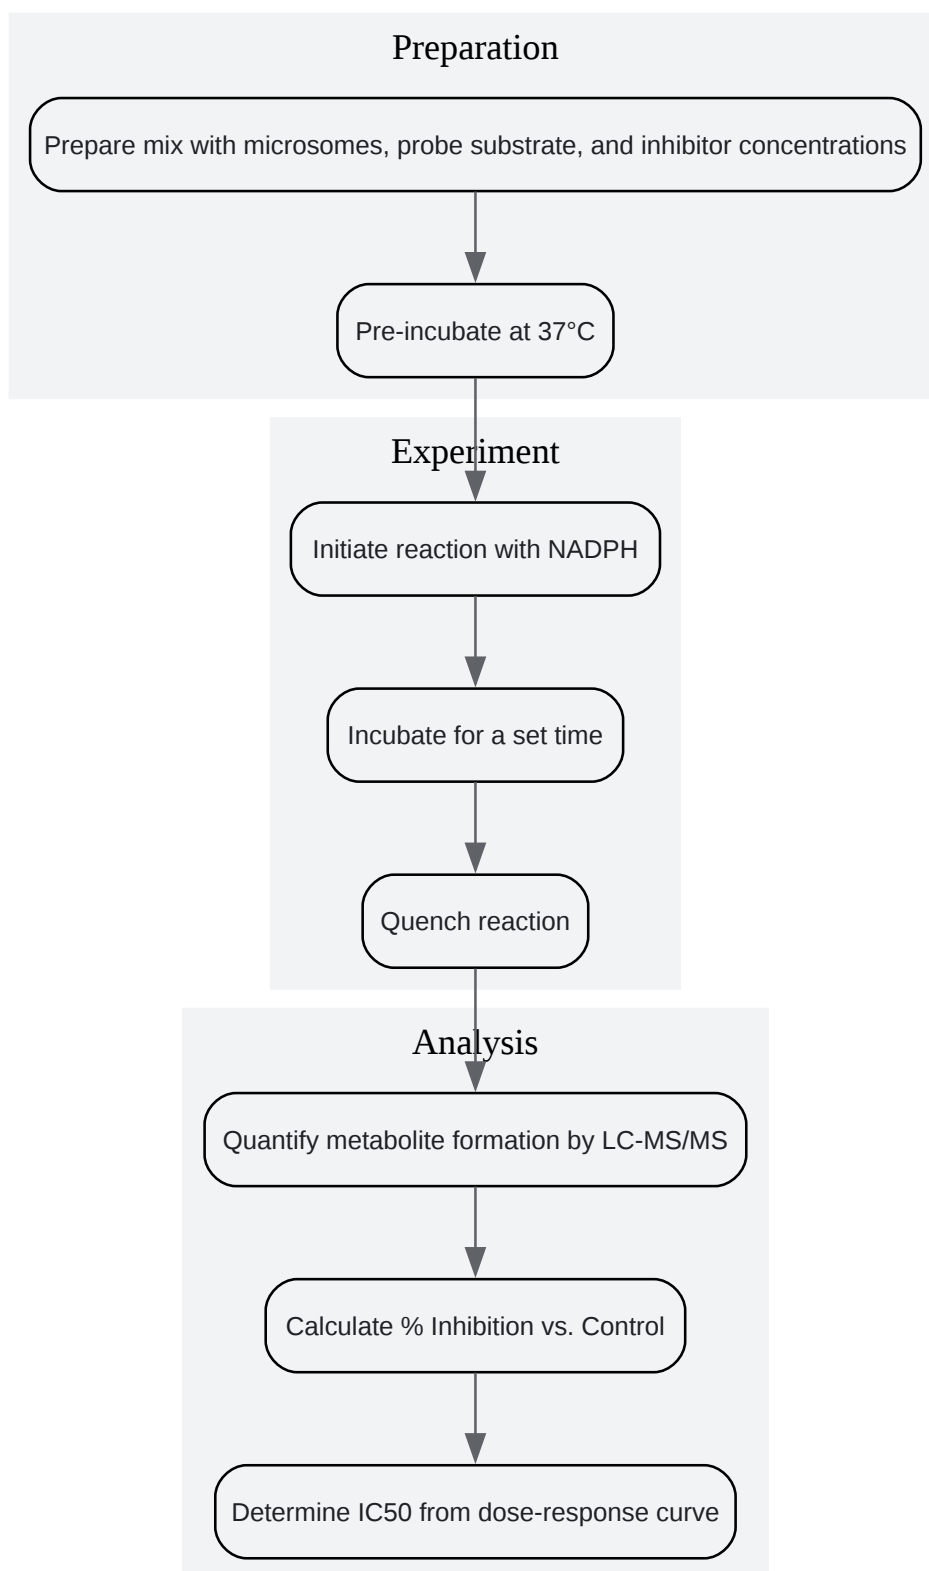 Preparation
Prepare mix with microsomes, probe substrate, and inhibitor concentrations
Pre-incubate at 37°C
Experiment
Initiate reaction with NADPH
Incubate for a set time
Quench reaction
Analysis
Quantify metabolite formation by LC-MS/MS
Calculate % Inhibition vs. Control
Determine IC50 from dose-response curve